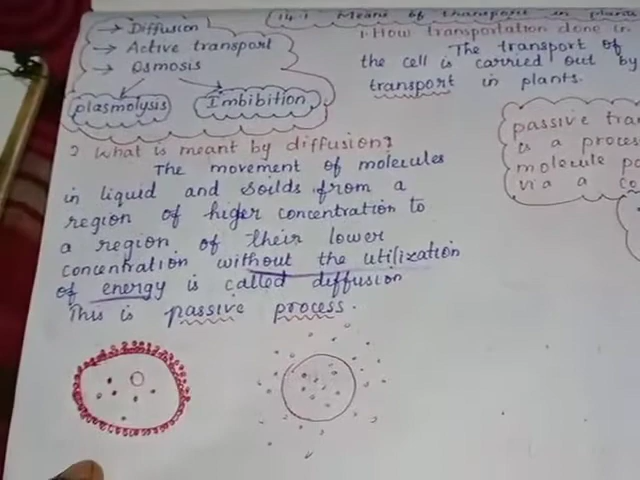 14.1 Means of transport in plants
→ Diffusion
→ Active transport
→ Osmosis
plasmolysis
Imbibition
1. How transportation done in
The transport of
the cell is carried out by
transport in plants.
2 What is meant by diffusion?
The movement of molecules
in liquid and soilds from a
region of higer concentration to
a region of their lower
concentration without the utilization
of energy is called diffusion
This is passive process.
passive tra
is a proces
molecule pa
via a co